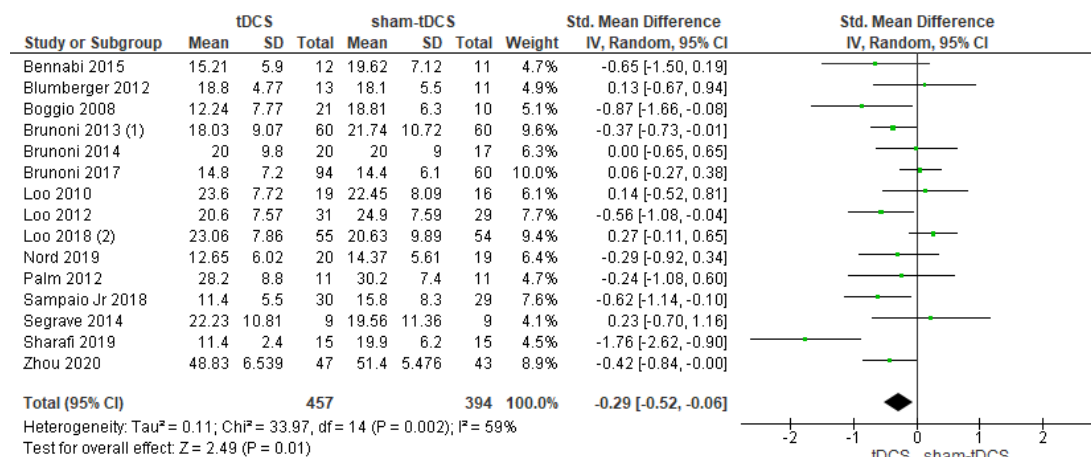 tDCS sham-tDCS Std. Mean Difference Std. Mean Difference
Study or Subgroup Mean SD Total Mean SD Total Weight IV, Random, 95% CI IV, Random, 95% CI
Bennabi 2015 15.21 5.9 12 19.62 7.12 11 4.7% -0.65 [-1.50, 0.19]
Blumberger 2012 18.8 4.77 13 18.1 5.5 11 4.9% 0.13 [-0.67, 0.94]
Boggio 2008 12.24 7.77 21 18.81 6.3 10 5.1% -0.87 [-1.66, -0.08]
Brunoni 2013 (1) 18.03 9.07 60 21.74 10.72 60 9.6% -0.37 [-0.73, -0.01]
Brunoni 2014 20 9.8 20 20 9 17 6.3% 0.00 [-0.65, 0.65]
Brunoni 2017 14.8 7.2 94 14.4 6.1 60 10.0% 0.06 [-0.27, 0.38]
Loo 2010 23.6 7.72 19 22.45 8.09 16 6.1% 0.14 [-0.52, 0.81]
Loo 2012 20.6 7.57 31 24.9 7.59 29 7.7% -0.56 [-1.08, -0.04]
Loo 2018 (2) 23.06 7.86 55 20.63 9.89 54 9.4% 0.27 [-0.11, 0.65]
Nord 2019 12.65 6.02 20 14.37 5.61 19 6.5% -0.29 [-0.92, 0.34]
Palm 2012 28.2 8.8 11 30.2 7.4 11 4.7% -0.24 [-1.08, 0.60]
Sampaio Jr 2018 11.4 5.5 30 15.8 8.3 29 7.6% -0.62 [-1.14, -0.10]
Segrave 2014 22.23 10.81 9 19.56 11.36 9 4.1% 0.23 [-0.70, 1.16]
Sharafi 2019 11.4 2.4 15 19.9 6.2 15 4.6% -1.76 [-2.62, -0.90]
Zhou 2020 48.83 6.539 47 51.4 5.476 43 8.9% -0.42 [-0.84, -0.00]
Total (95% CI) 457 394 100.0% -0.29 [-0.52, -0.06]
Heterogeneity: Tau² = 0.11; Chi² = 33.97, df = 14 (P = 0.002); I² = 59%
Test for overall effect: Z = 2.49 (P = 0.01)
-2 -1 0 1 2
tDCS sham-tDCS